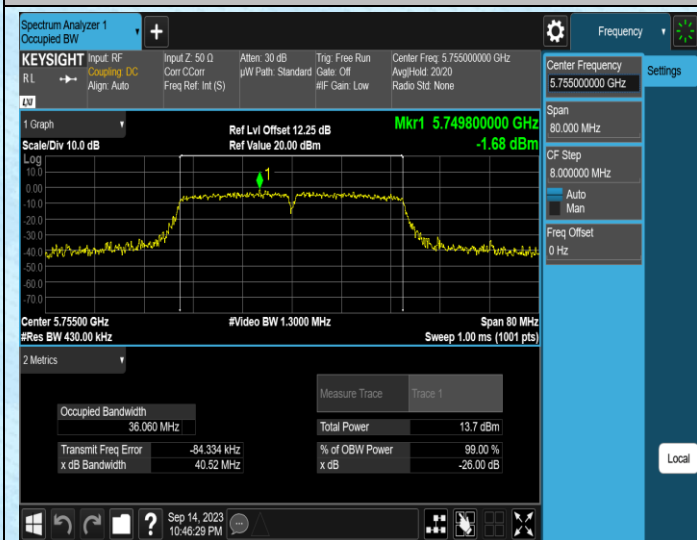 Spectrum Analyzer 1
Occupied BW
Frequency
KEYSIGHT
RL
Input: RF
Coupling: DC
Align: Auto
Input Z: 50 Ω
Corr CCorr
Freq Ref: Int (S)
Atten: 30 dB
µW Path: Standard
Trig: Free Run
Gate: Off
#IF Gain: Low
Center Freq: 5.755000000 GHz
Avg|Hold: 20/20
Radio Std: None
LXI
1 Graph
Scale/Div 10.0 dB
Ref Lvl Offset 12.25 dB
Ref Value 20.00 dBm
Mkr1 5.749800000 GHz
-1.68 dBm
Log
10.0
0.00
-10.0
-20.0
-30.0
-40.0
-50.0
-60.0
-70.0
1
Center 5.75500 GHz
#Res BW 430.00 kHz
#Video BW 1.3000 MHz
Span 80 MHz
Sweep 1.00 ms (1001 pts)
2 Metrics
Measure Trace
Trace 1
Occupied Bandwidth
36.060 MHz
Total Power
13.7 dBm
Transmit Freq Error
-84.334 kHz
% of OBW Power
99.00 %
x dB Bandwidth
40.52 MHz
x dB
-26.00 dB
Center Frequency
5.755000000 GHz
Settings
Span
80.000 MHz
CF Step
8.000000 MHz
Auto
Man
Freq Offset
0 Hz
Local
?
Sep 14, 2023
10:46:29 PM